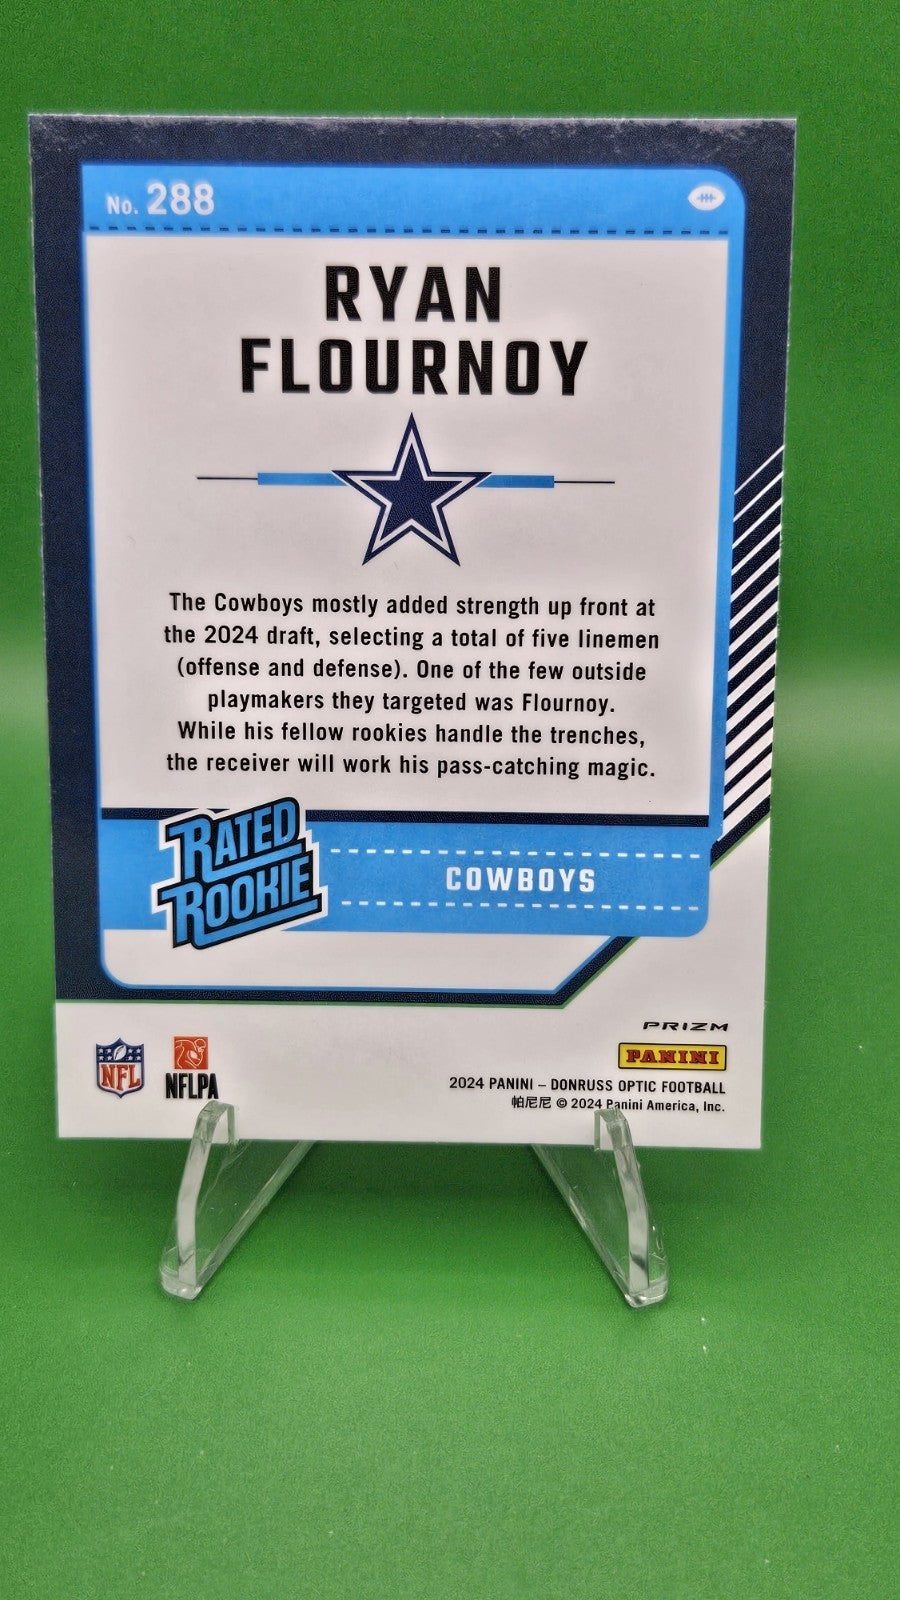 No. 288
RYAN
FLOURNOY
The Cowboys mostly added strength up front at
the 2024 draft, selecting a total of five linemen
(offense and defense). One of the few outside
playmakers they targeted was Flournoy.
While his fellow rookies handle the trenches,
the receiver will work his pass-catching magic.
RATED
ROOKIE
COWBOYS
PRIZM
PANINI
NFL
NFLPA
2024 PANINI – DONRUSS OPTIC FOOTBALL
帕尼尼 © 2024 Panini America, Inc.